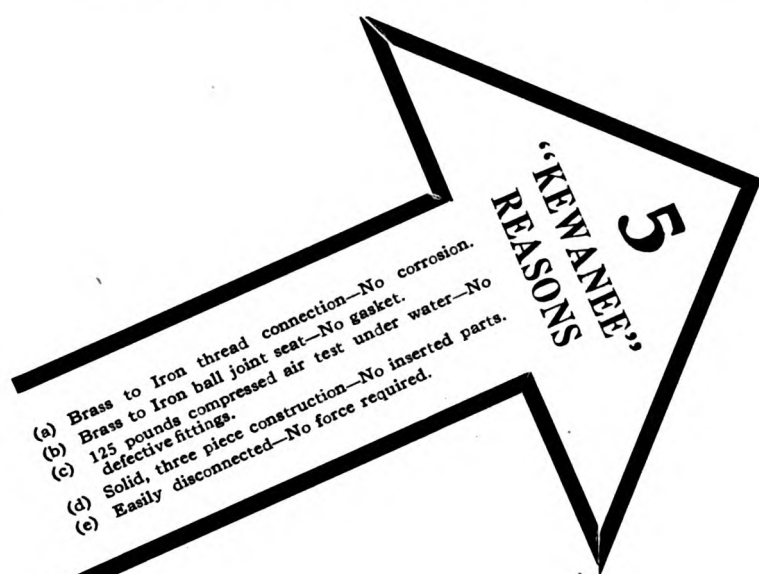 5
"KEWANEE"
REASONS
(a) Brass to Iron thread connection—No corrosion.
(b) Brass to Iron ball joint seat—No gasket.
(c) 125 pounds compressed air test under water—No
defective fittings.
(d) Solid, three piece construction—No inserted parts.
(e) Easily disconnected—No force required.